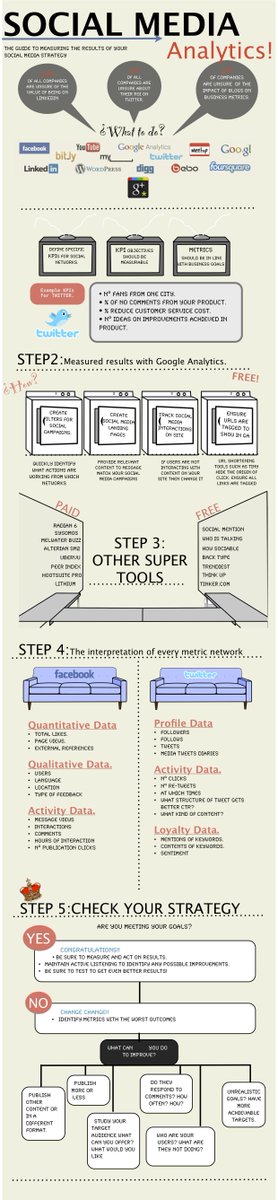 SOCIAL MEDIA
Analytics!
THE GUIDE TO MEASURING THE RESULTS OF YOUR
SOCIAL MEDIA STRATEGY
OF ALL COMPANIES
ARE UNSURE OF THE
VALUE OF BEING ON
LINKEDIN
OF ALL
COMPANIES ARE
UNSURE ABOUT
THEIR ROI ON
TWITTER.
OF COMPANIES
ARE UNSURE OF THE
IMPACT OF BLOGS ON
BUSINESS METRICS.
¿What to do?
facebook
You Tube
Google Analytics
meetup
Goo.gl
bitly
my
twitter
foursquare
Linked in
WORDPRESS
digg
bebo
g+
DEFINE SPECIFIC
KPIS FOR SOCIAL
NETWORKS.
KPI OBJECTIVES
SHOULD BE
MEASURABLE
METRICS
SHOULD BE IN LINE
WITH BUSINESS GOALS
Example KPIs
for TWITTER.
twitter
• Nº FANS FROM ONE CITY.
• % OF NO COMMENTS FROM YOUR PRODUCT.
• % REDUCE CUSTOMER SERVICE COST.
• Nº IDEAS ON IMPROVEMENTS ACHIEVED IN
PRODUCT.
STEP2:Measured results with Google Analytics.
¿How?
FREE!
CREATE
FILTERS FOR
SOCIAL
CAMPAIGNS
CREATE
SOCIAL MEDIA
LANDING
PAGES
TRACK SOCIAL
MEDIA
INTERACTIONS
ON SITE
ENSURE
URLS ARE
TAGGED TO
SHOW IN GA
QUICKLY IDENTIFY
WHAT ACTIONS ARE
WORKING FROM WHICH
NETWORKS
PROVIDE RELEVANT
CONTENT TO MESSAGE
MATCH YOUR SOCIAL
MEDIA CAMPAIGNS
IF USERS ARE NOT
INTERACTING WITH
CONTENT ON YOUR
SITE THEN CHANGE IT
URL SHORTENING
TOOLS SUCH AS TINY
HIDE THE ORIGIN OF
CLICK. ENSURE ALL
LINKS ARE TAGGED
PAID
RADIAN 6
SYSOMOS
MELWATER BUZZ
ALTERIAN SM2
UBERVU
PEER INDEX
HOOTSUITE PRO
LITHIUM
STEP 3:
OTHER SUPER
TOOLS
FREE
SOCIAL MENTION
WHO IS TALKING
HOW SOCIABLE
BACK TYPE
TRENDIEST
THINK UP
TINKER.COM
STEP 4: The interpretation of every metric network
facebook
twitter
Quantitative Data
• TOTAL LIKES.
• PAGE VIEWS.
• EXTERNAL REFERENCES
Qualitative Data.
• USERS
• LANGUAGE
• LOCATION
• TYPE OF FEEDBACK
Activity Data.
• MESSAGE VIEWS
• INTERACTIONS
• COMMENTS
• HOURS OF INTERACTION
• Nº PUBLICATION CLICKS
Profile Data
• FOLLOWERS
• FOLLOWS
• TWEETS
• MEDIA TWEETS DIARIES
Activity Data.
• Nº CLICKS
• Nº RE-TWEETS
• AT WHICH TIMES
• WHAT STRUCTURE OF TWEET GETS
BETTER CTR?
• WHAT KIND OF CONTENT?
Loyalty Data.
• MENTIONS OF KEYWORDS.
• CONTENTS OF KEYWORDS.
• SENTIMENT
STEP 5:CHECK YOUR STRATEGY
ARE YOU MEETING YOUR GOALS?
YES
CONGRATULATIONS!!
• BE SURE TO MEASURE AND ACT ON RESULTS.
• MAINTAIN ACTIVE LISTENING TO IDENTIFY ANY POSSIBLE IMPROVEMENTS.
• BE SURE TO TEST TO GET EVEN BETTER RESULTS!
NO
CHANGE CHANGE!!
• IDENTIFY METRICS WITH THE WORST OUTCOMES
WHAT CAN YOU DO
TO IMPROVE?
PUBLISH
OTHER
CONTENT OR IN
A DIFFERENT
FORMAT.
PUBLISH
MORE OR
LESS
STUDY YOUR
TARGET
AUDIENCE WHAT
CAN YOU OFFER?
WHAT WOULD YOU
LIKE
DO THEY
RESPOND TO
COMMENTS? HOW
OFTEN? HOW?
WHO ARE YOUR
USERS? WHAT ARE
THEY NOT DOING?
UNREALISTIC
GOALS? HAVE
MORE
ACHIEVABLE
TARGETS.